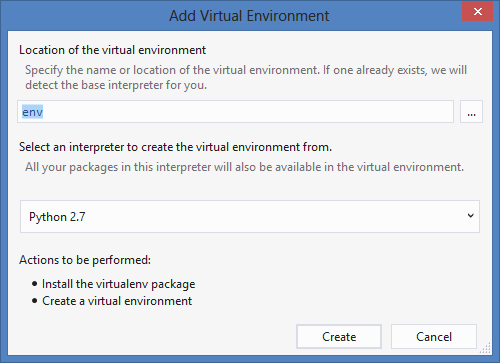 Add Virtual Environment
Location of the virtual environment
Specify the name or location of the virtual environment. If one already exists, we will
detect the base interpreter for you.
env
...
Select an interpreter to create the virtual environment from.
All your packages in this interpreter will also be available in the virtual environment.
Python 2.7
Actions to be performed:
• Install the virtualenv package
• Create a virtual environment
Create Cancel